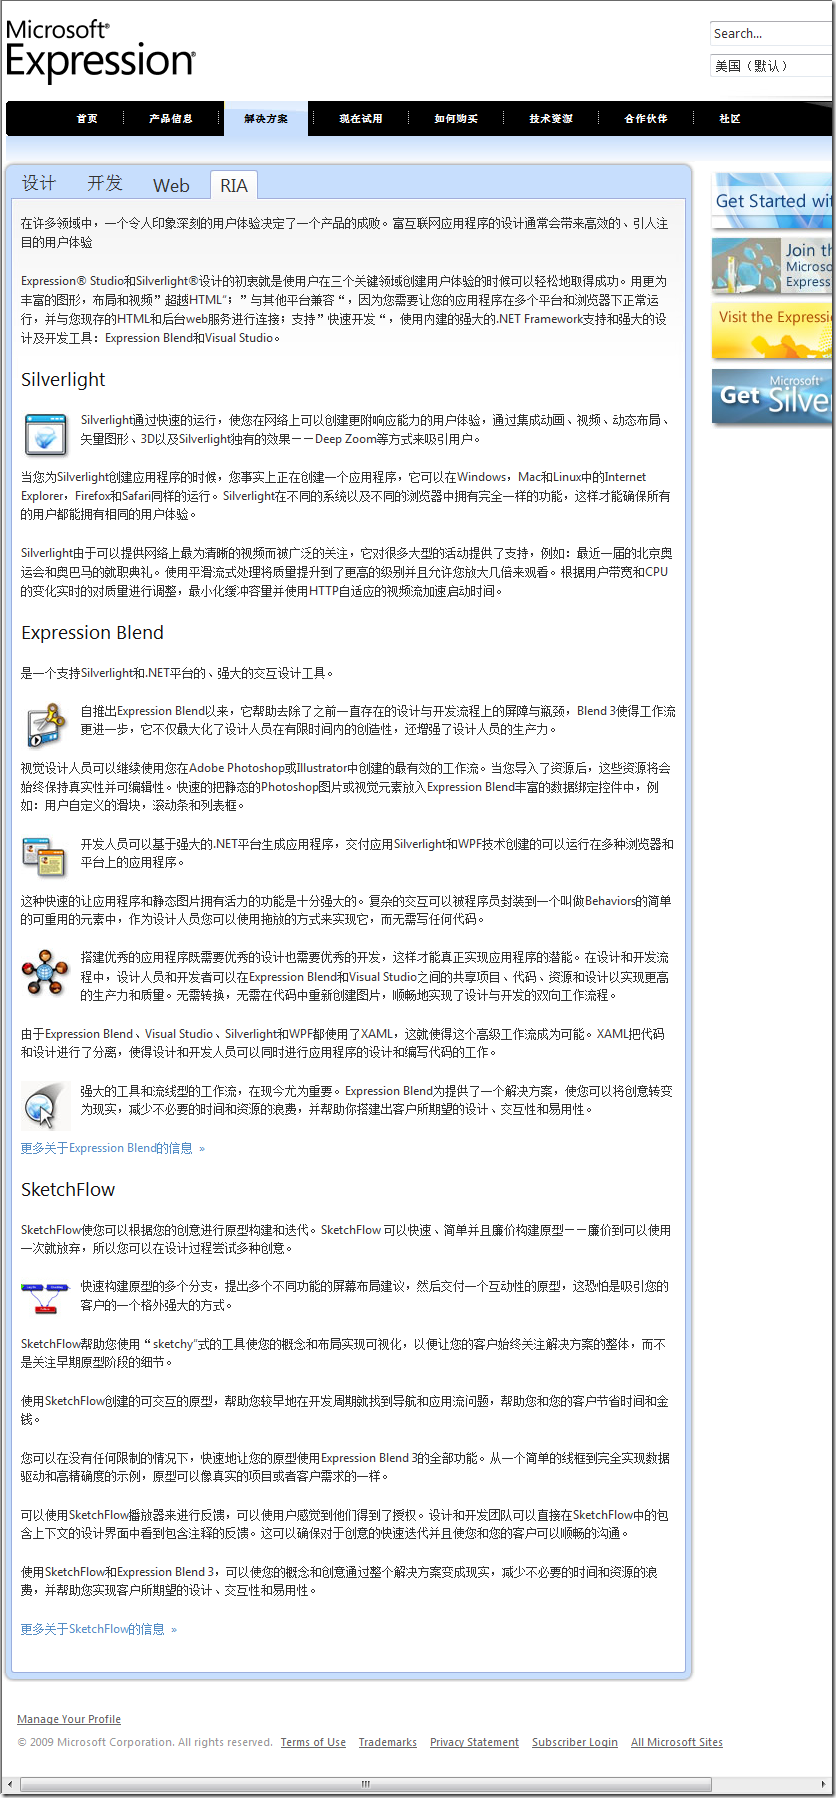 Microsoft®
Expression®
Search...
美国（默认）
首页
产品信息
解决方案
现在试用
如何购买
技术资源
合作伙伴
社区
设计
开发
Web
RIA
在许多领域中，一个令人印象深刻的用户体验决定了一个产品的成败。富互联网应用程序的设计通常会带来高效的、引人注
目的用户体验
Expression® Studio和Silverlight®设计的初衷就是使用户在三个关键领域创建用户体验的时候可以轻松地取得成功。用更为
丰富的图形，布局和视频”超越HTML“；”与其他平台兼容“，因为您需要让您的应用程序在多个平台和浏览器下正常运
行，并与您现存的HTML和后台web服务进行连接；支持”快速开发“，使用内建的强大的.NET Framework支持和强大的设
计及开发工具：Expression Blend和Visual Studio。
Silverlight
Silverlight通过快速的运行，使您在网络上可以创建更附响应能力的用户体验，通过集成动画、视频、动态布局、
矢量图形、3D以及Silverlight独有的效果——Deep Zoom等方式来吸引用户。
当您为Silverlight创建应用程序的时候，您事实上正在创建一个应用程序，它可以在Windows，Mac和Linux中的Internet
Explorer，Firefox和Safari同样的运行。Silverlight在不同的系统以及不同的浏览器中拥有完全一样的功能，这样才能确保所有
的用户都能拥有相同的用户体验。
Silverlight由于可以提供网络上最为清晰的视频而被广泛的关注，它对很多大型的活动提供了支持，例如：最近一届的北京奥
运会和奥巴马的就职典礼。使用平滑流式处理将质量提升到了更高的级别并且允许您放大几倍来观看。根据用户带宽和CPU
的变化实时的对质量进行调整，最小化缓冲容量并使用HTTP自适应的视频流加速启动时间。
Expression Blend
是一个支持Silverlight和.NET平台的、强大的交互设计工具。
自推出Expression Blend以来，它帮助去除了之前一直存在的设计与开发流程上的屏障与瓶颈，Blend 3使得工作流
更进一步，它不仅最大化了设计人员在有限时间内的创造性，还增强了设计人员的生产力。
视觉设计人员可以继续使用您在Adobe Photoshop或Illustrator中创建的最有效的工作流。当您导入了资源后，这些资源将会
始终保持真实性并可编辑性。快速的把静态的Photoshop图片或视觉元素放入Expression Blend丰富的数据绑定控件中，例
如：用户自定义的滑块，滚动条和列表框。
开发人员可以基于强大的.NET平台生成应用程序，交付应用Silverlight和WPF技术创建的可以运行在多种浏览器和
平台上的应用程序。
这种快速的让应用程序和静态图片拥有活力的功能是十分强大的。复杂的交互可以被程序员封装到一个叫做Behaviors的简单
的可重用的元素中，作为设计人员您可以使用拖放的方式来实现它，而无需写任何代码。
搭建优秀的应用程序既需要优秀的设计也需要优秀的开发，这样才能真正实现应用程序的潜能。在设计和开发流
程中，设计人员和开发者可以在Expression Blend和Visual Studio之间的共享项目、代码、资源和设计以实现更高
的生产力和质量。无需转换，无需在代码中重新创建图片，顺畅地实现了设计与开发的双向工作流程。
由于Expression Blend、Visual Studio、Silverlight和WPF都使用了XAML，这就使得这个高级工作流成为可能。XAML把代码
和设计进行了分离，使得设计和开发人员可以同时进行应用程序的设计和编写代码的工作。
强大的工具和流线型的工作流，在现今尤为重要。Expression Blend为提供了一个解决方案，使您可以将创意转变
为现实，减少不必要的时间和资源的浪费，并帮助你搭建出客户所期望的设计、交互性和易用性。
更多关于Expression Blend的信息 »
SketchFlow
SketchFlow使您可以根据您的创意进行原型构建和迭代。SketchFlow 可以快速、简单并且廉价构建原型——廉价到可以使用
一次就放弃，所以您可以在设计过程尝试多种创意。
快速构建原型的多个分支，提出多个不同功能的屏幕布局建议，然后交付一个互动性的原型，这恐怕是吸引您的
客户的一个格外强大的方式。
SketchFlow帮助您使用“ sketchy”式的工具使您的概念和布局实现可视化，以便让您的客户始终关注解决方案的整体，而不
是关注早期原型阶段的细节。
使用SketchFlow创建的可交互的原型，帮助您较早地在开发周期就找到导航和应用流问题，帮助您和您的客户节省时间和金
钱。
您可以在没有任何限制的情况下，快速地让您的原型使用Expression Blend 3的全部功能。从一个简单的线框到完全实现数据
驱动和高精确度的示例，原型可以像真实的项目或者客户需求的一样。
可以使用SketchFlow播放器来进行反馈，可以使用户感觉到他们得到了授权。设计和开发团队可以直接在SketchFlow中的包
含上下文的设计界面中看到包含注释的反馈。这可以确保对于创意的快速迭代并且使您和您的客户可以顺畅的沟通。
使用SketchFlow和Expression Blend 3，可以使您的概念和创意通过整个解决方案变成现实，减少不必要的时间和资源的浪
费，并帮助您实现客户所期望的设计、交互性和易用性。
更多关于SketchFlow的信息 »
Get Started wit
Join th
Microso
Express
Visit the Expressi
Microsoft®
Get Silver
Manage Your Profile
© 2009 Microsoft Corporation. All rights reserved. Terms of Use Trademarks Privacy Statement Subscriber Login All Microsoft Sites